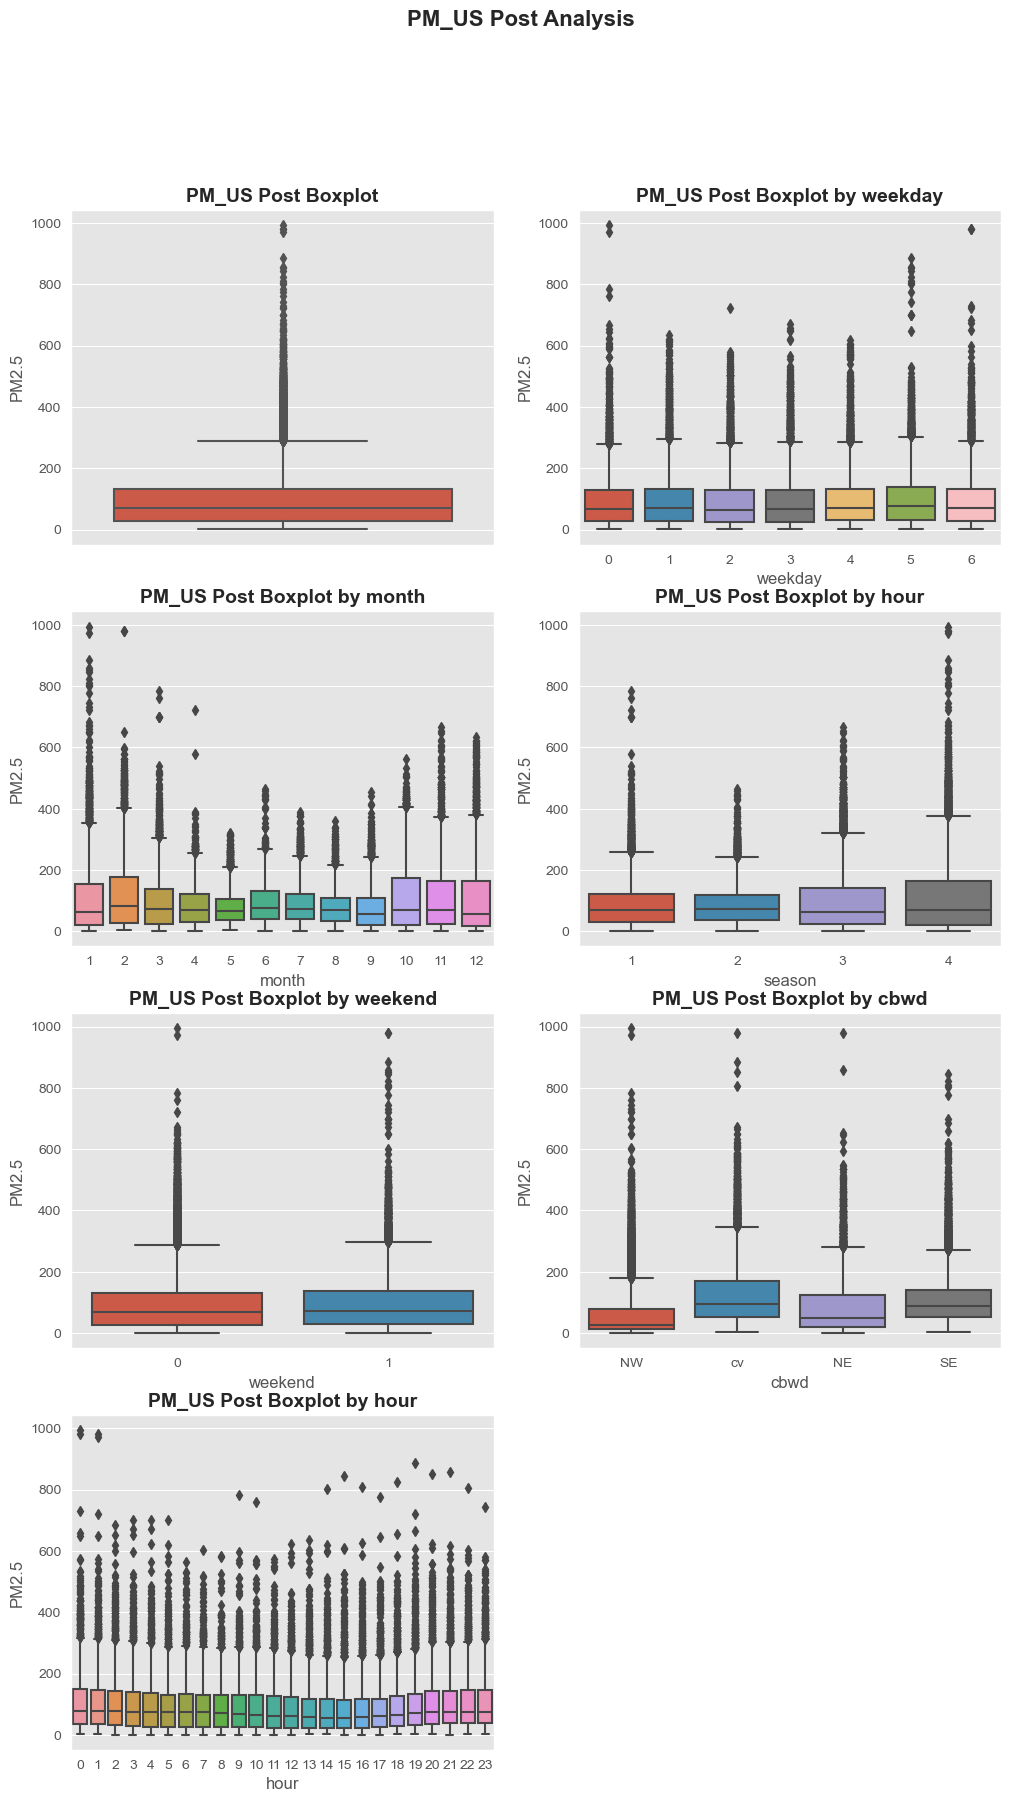 PM_US Post Analysis
PM_US Post Boxplot
1000
800
600
400
200
0
PM2.5
PM_US Post Boxplot by weekday
1000
800
600
400
200
0
PM2.5
0 1 2 3 4 5 6
weekday
PM_US Post Boxplot by month
1000
800
600
400
200
0
PM2.5
1 2 3 4 5 6 7 8 9 10 11 12
month
PM_US Post Boxplot by hour
1000
800
600
400
200
0
PM2.5
1 2 3 4
season
PM_US Post Boxplot by weekend
1000
800
600
400
200
0
PM2.5
0 1
weekend
PM_US Post Boxplot by cbwd
1000
800
600
400
200
0
PM2.5
NW cv NE SE
cbwd
PM_US Post Boxplot by hour
1000
800
600
400
200
0
PM2.5
0 1 2 3 4 5 6 7 8 9 10 11 12 13 14 15 16 17 18 19 20 21 22 23
hour